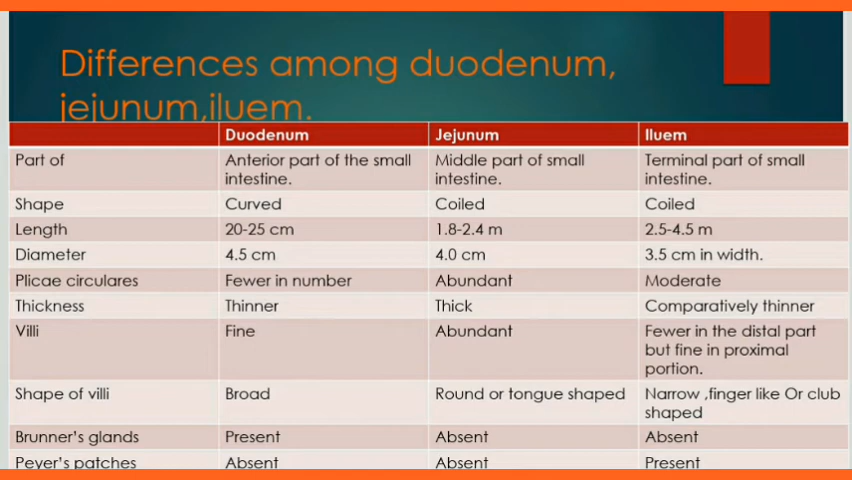 Differences among duodenum,
jejunum,iluem.
Duodenum Jejunum Iluem
Part of Anterior part of the small Middle part of small Terminal part of small
intestine. intestine. intestine.
Shape Curved Coiled Coiled
Length 20-25 cm 1.8-2.4 m 2.5-4.5 m
Diameter 4.5 cm 4.0 cm 3.5 cm in width.
Plicae circulares Fewer in number Abundant Moderate
Thickness Thinner Thick Comparatively thinner
Villi Fine Abundant Fewer in the distal part
but fine in proximal
portion.
Shape of villi Broad Round or tongue shaped Narrow ,finger like Or club
shaped
Brunner's glands Present Absent Absent
Peyer's patches Absent Absent Present